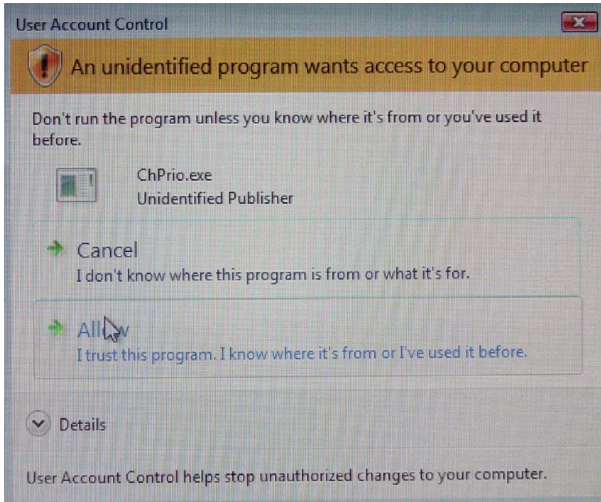 User Account Control
An unidentified program wants access to your computer
Don't run the program unless you know where it's from or you've used it
before.
ChPrio.exe
Unidentified Publisher
Cancel
I don't know where this program is from or what it's for.
Allow
I trust this program. I know where it's from or I've used it before.
Details
User Account Control helps stop unauthorized changes to your computer.